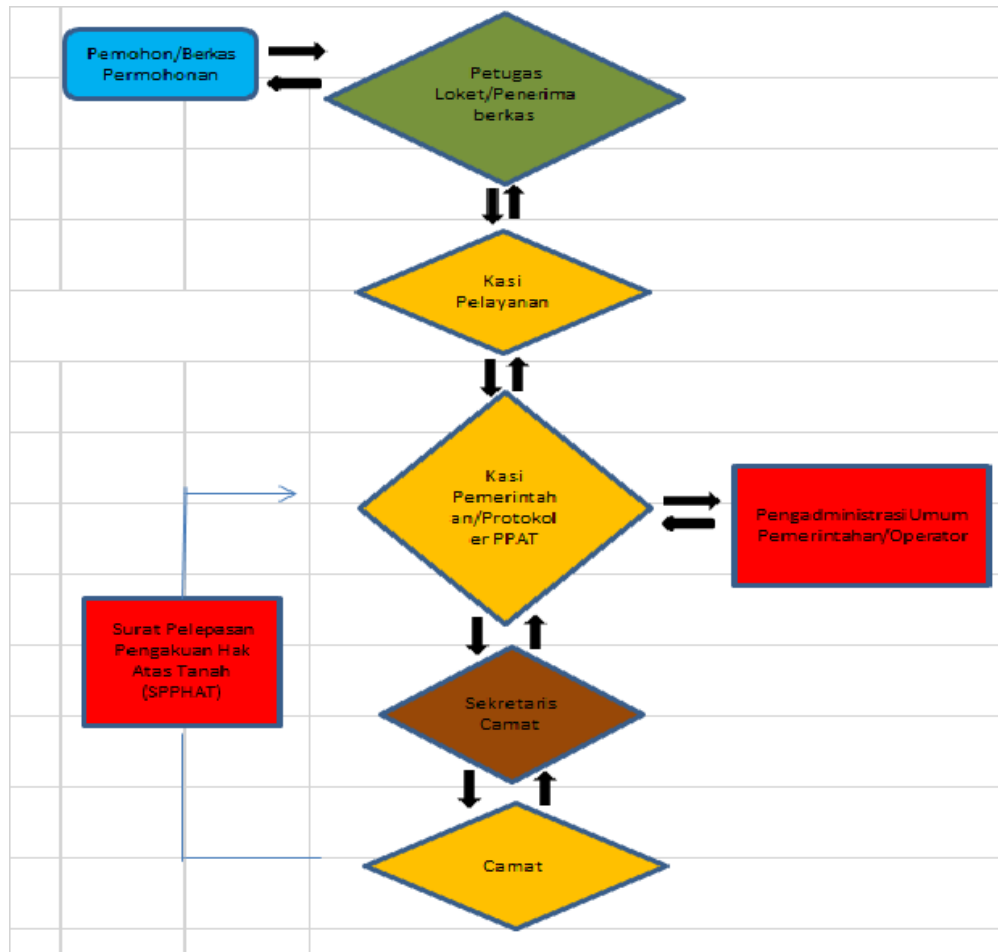 Pemohon/Berkas
Permohonan
Petugas
Loket/Penerima
berkas
Kasi
Pelayanan
Kasi
Pemerintah
an/Protokol
er PPAT
Pengadministrasi Umum
Pemerintahan/Operator
Surat Pelepasan
Pengakuan Hak
Atas Tanah
(SPPHAT)
Sekretaris
Camat
Camat